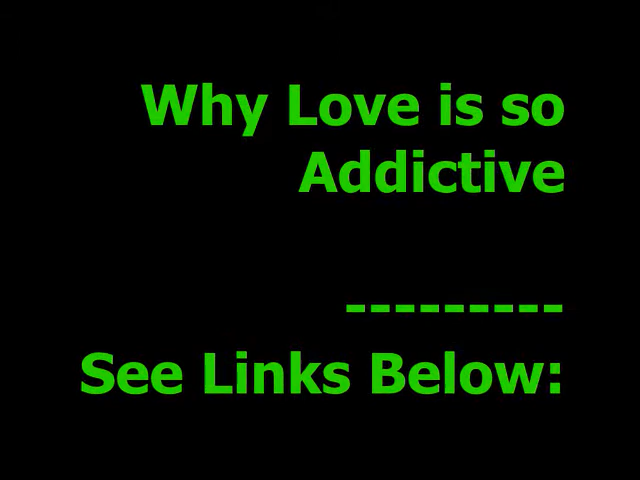 Why Love is so
Addictive
---------
See Links Below: